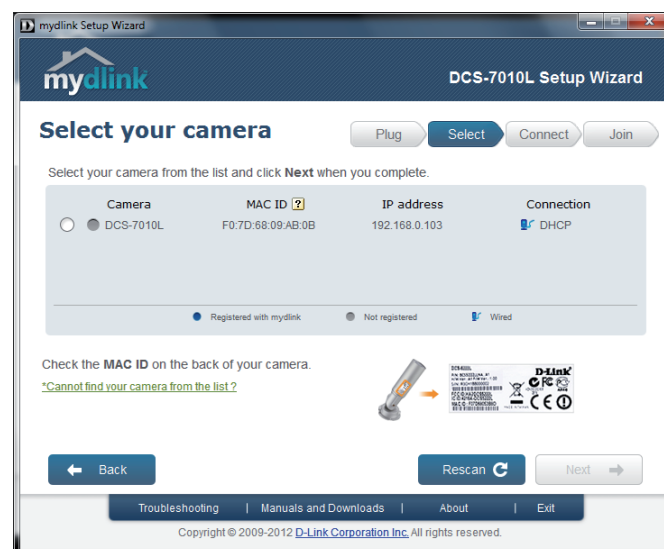 mydlink Setup Wizard
mydlink
DCS-7010L Setup Wizard
Select your camera
Plug Select Connect Join
Select your camera from the list and click Next when you complete.
Camera MAC ID ? IP address Connection
DCS-7010L F0:7D:68:09:AB:0B 192.168.0.103 DHCP
Registered with mydlink Not registered Wired
Check the MAC ID on the back of your camera.
*Cannot find your camera from the list ?
D-Link
Back Rescan Next
Troubleshooting | Manuals and Downloads | About | Exit
Copyright © 2009-2012 D-Link Corporation Inc. All rights reserved.